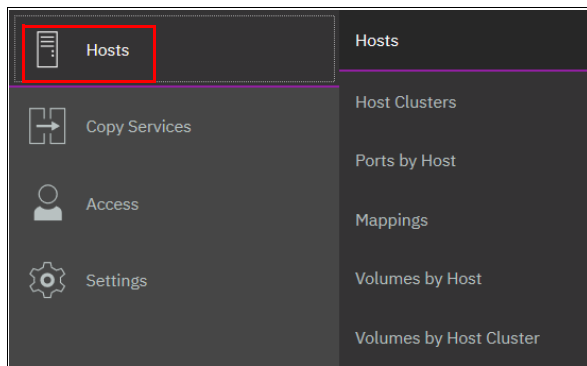 Hosts
Copy Services
Access
Settings
Hosts
Host Clusters
Ports by Host
Mappings
Volumes by Host
Volumes by Host Cluster